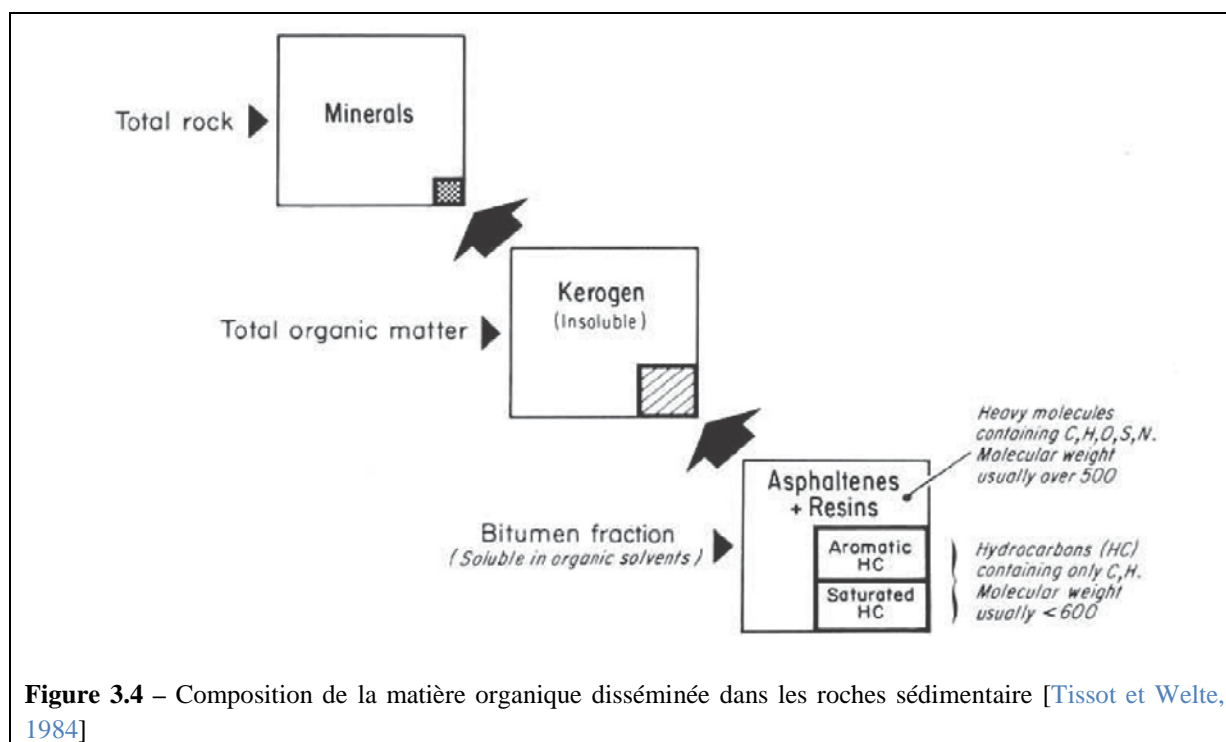 Total rock
Minerals
Total organic matter
Kerogen
(Insoluble)
Bitumen fraction
(Soluble in organic solvents)
Asphaltenes
+ Resins
Aromatic
HC
Saturated
HC
Heavy molecules
containing C,H,O,S,N.
Molecular weight
usually over 500
Hydrocarbons (HC)
containing only C,H.
Molecular weight
usually < 600
Figure 3.4 – Composition de la matière organique disséminée dans les roches sédimentaire [Tissot et Welte,
1984]